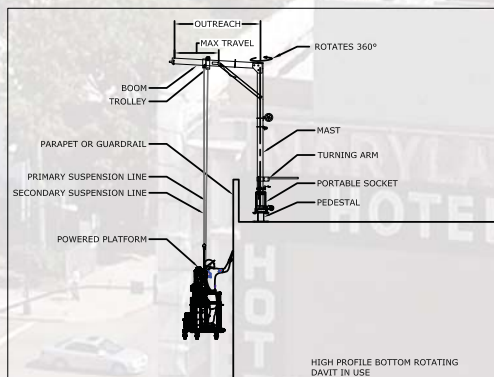 OUTREACH
MAX TRAVEL
ROTATES 360°
BOOM
TROLLEY
MAST
PARAPET OR GUARDRAIL
TURNING ARM
PRIMARY SUSPENSION LINE
PORTABLE SOCKET
SECONDARY SUSPENSION LINE
PEDESTAL
POWERED PLATFORM
HOTEL
HOT
HIGH PROFILE BOTTOM ROTATING
DAVIT IN USE